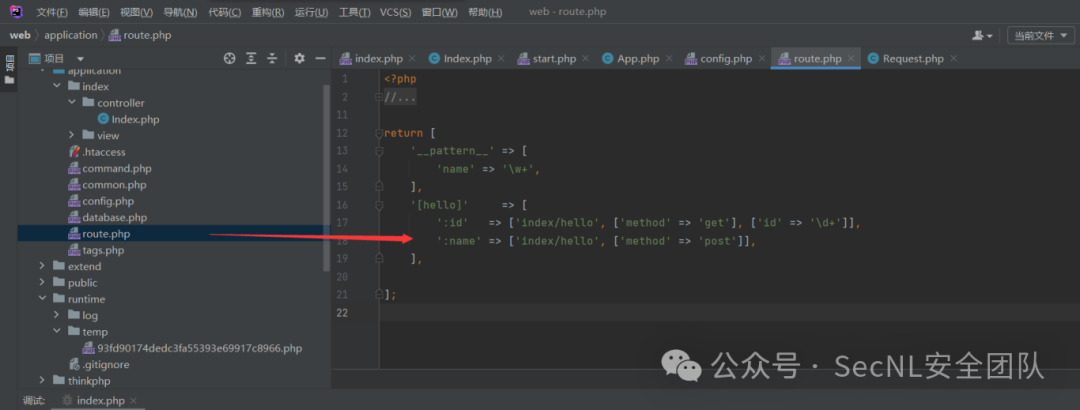 文件(F) 编辑(E) 视图(V) 导航(N) 代码(C) 重构(R) 运行(U) 工具(T) VCS(S) 窗口(W) 帮助(H) web - route.php
web application route.php 当前文件
项目 项目 index.php Index.php start.php App.php config.php route.php Request.php
application
index
controller
Index.php
view
.htaccess
command.php
common.php
config.php
database.php
route.php
tags.php
extend
public
runtime
log
temp
93fd90174dedc3fa55393e69917c8966.php
.gitignore
thinkphp
1 <?php
2 //...
11
12 return [
13 '__pattern__' => [
14 'name' => '\w+',
15 ],
16 '[hello]' => [
17 ':id' => ['index/hello', ['method' => 'get'], ['id' => '\d+']],
18 ':name' => ['index/hello', ['method' => 'post']],
19 ],
20
21 ];
22
公众号 · SecNL安全团队
调试: index.php